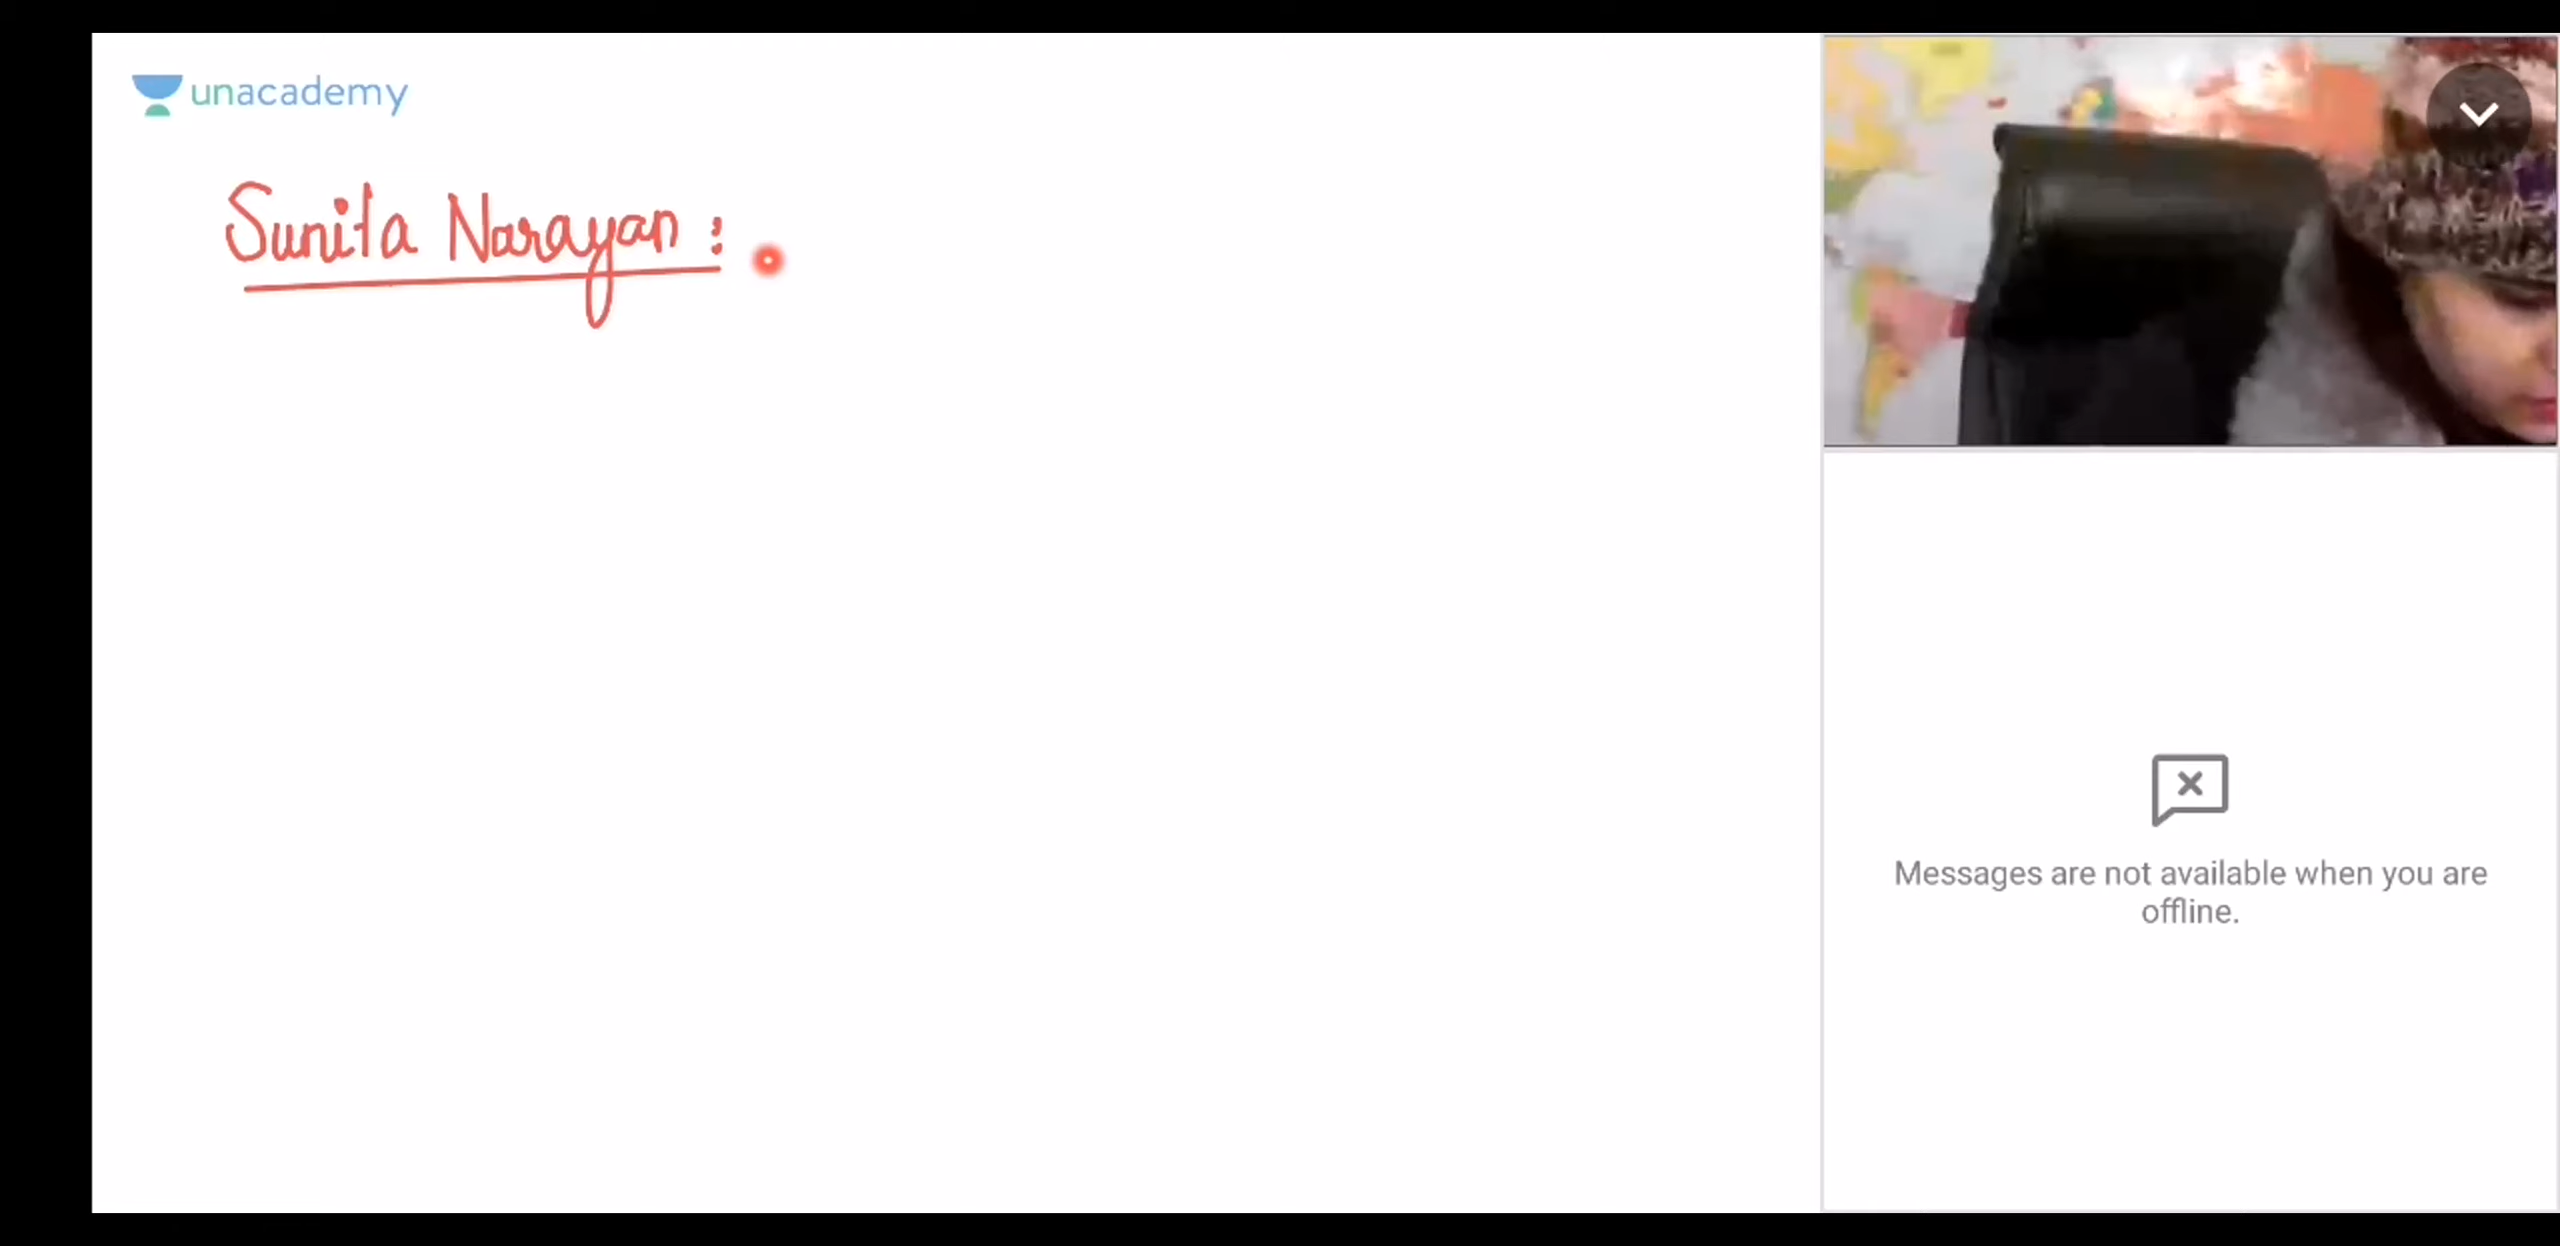 unacademy
Sunita Narayan :
Messages are not available when you are
offline.